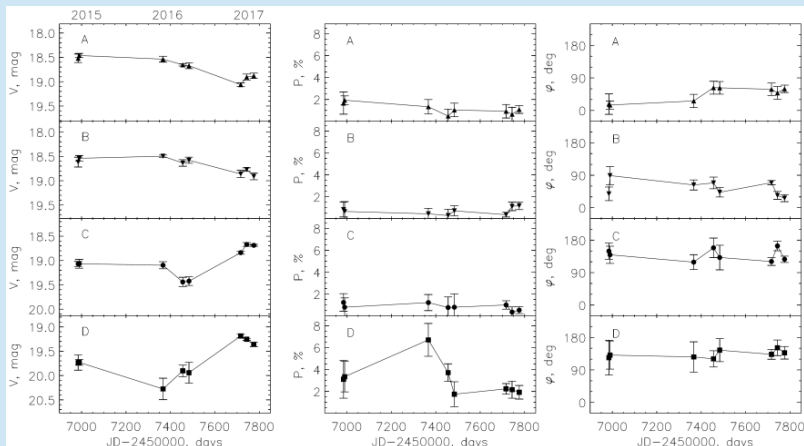 2015 2016 2017
A A A
V, mag P, % φ, deg
18.0 18.5 19.0 19.5
8 6 4 2
180 90 0
B B B
V, mag P, % φ, deg
18.0 18.5 19.0 19.5
8 6 4 2
180 90 0
C C C
V, mag P, % φ, deg
18.5 19.0 19.5 20.0
8 6 4 2
180 90 0
D D D
V, mag P, % φ, deg
19.0 19.5 20.0 20.5
8 6 4 2 0
180 90 0
7000 7200 7400 7600 7800
7000 7200 7400 7600 7800
7000 7200 7400 7600 7800
JD-2450000, days JD-2450000, days JD-2450000, days